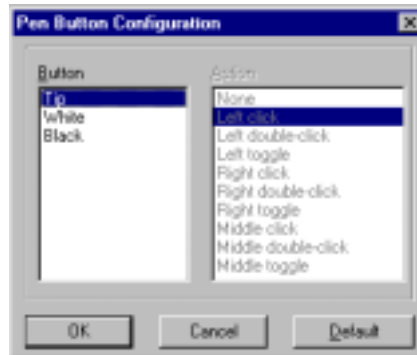 Pen Button Configuration
Button
Tip
White
Black
Action
None
Left click
Left double-click
Left toggle
Right click
Right double-click
Right toggle
Middle click
Middle double-click
Middle toggle
OK
Cancel
Default